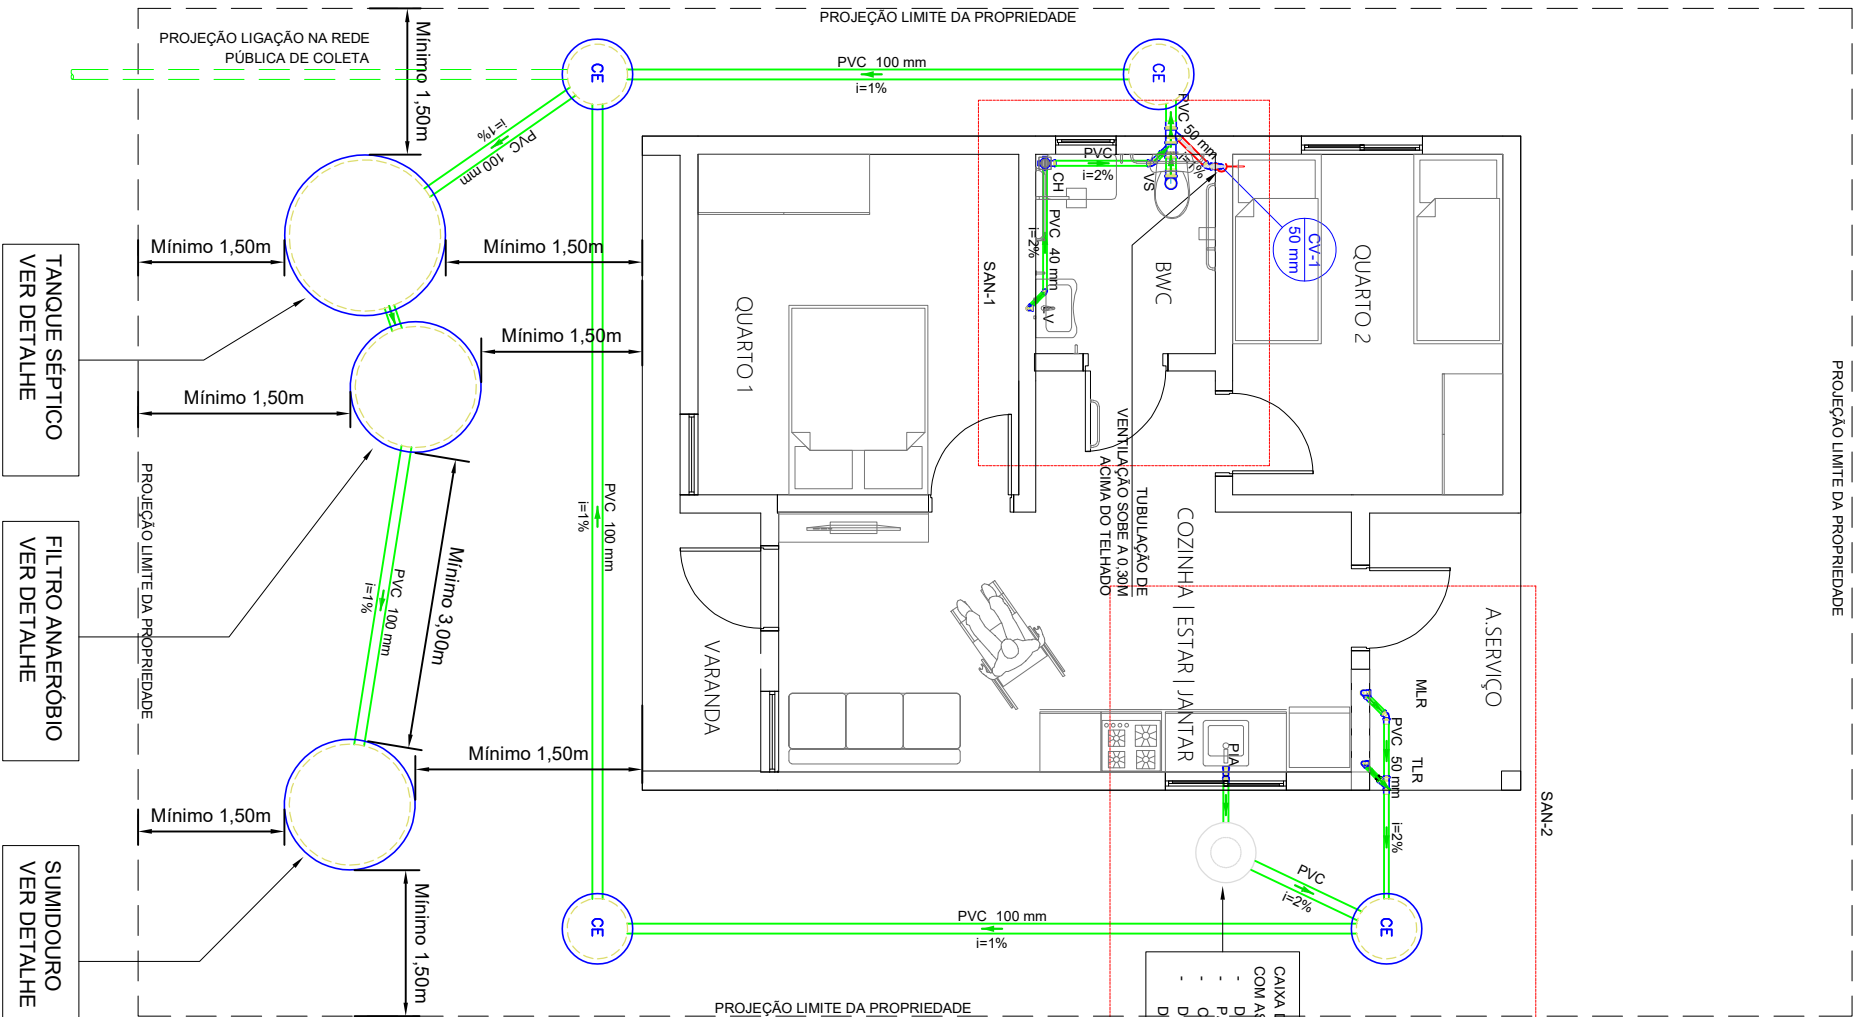 PROJEÇÃO LIMITE DA PROPRIEDADE
PROJEÇÃO LIGAÇÃO NA REDE
PÚBLICA DE COLETA
Mínimo 1,50m
CE
PVC 100 mm
i=1%
CE
PVC 100 mm
i=1%
PVC 50 mm
i=1%
PVC
i=2%
CH
VS
PVC 40 mm
i=2%
LV
SAN-1
BWC
CV-1
50 mm
QUARTO 2
QUARTO 1
Mínimo 1,50m
Mínimo 1,50m
Mínimo 1,50m
Mínimo 1,50m
TANQUE SÉPTICO
VER DETALHE
FILTRO ANAERÓBIO
VER DETALHE
SUMIDOURO
VER DETALHE
PROJEÇÃO LIMITE DA PROPRIEDADE
PROJEÇÃO LIMITE DA PROPRIEDADE
PVC 100 mm
i=1%
Mínimo 3,00m
PVC 100 mm
i=1%
TUBULAÇÃO DE
VENTILAÇÃO SOBE A 0,30M
ACIMA DO TELHADO
COZINHA | ESTAR | JANTAR
VARANDA
A.SERVIÇO
MLR
PVC 50 mm
TLR
i=2%
PIA
SAN-2
Mínimo 1,50m
Mínimo 1,50m
Mínimo 1,50m
PVC
i=2%
CE
PVC 100 mm
i=1%
CE
CAIXA
COM
-
-
-
PROJEÇÃO LIMITE DA PROPRIEDADE